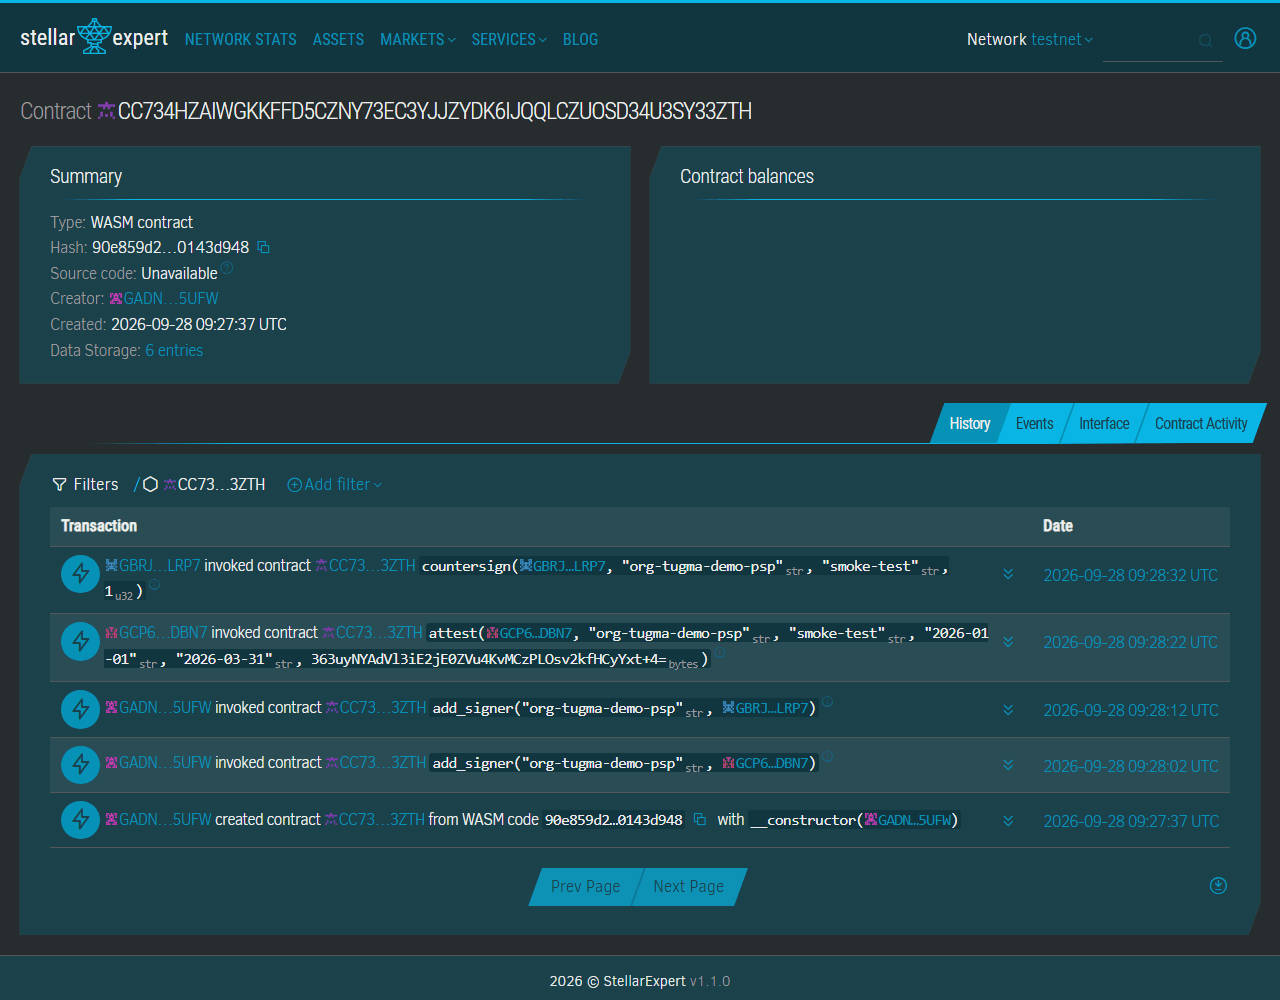 stellar expert NETWORK STATS ASSETS MARKETS SERVICES BLOG Network testnet
Contract CC734HZAIWGKKFFD5CZNY73EC3YJJZYDK6IJQQLCZUOSD34U3SY33ZTH
Summary
Type: WASM contract
Hash: 90e859d2…0143d948
Source code: Unavailable
Creator: GADN…5UFW
Created: 2026-09-28 09:27:37 UTC
Data Storage: 6 entries
Contract balances
History Events Interface Contract Activity
Filters / CC73…3ZTH Add filter
Transaction Date
GBRJ…LRP7 invoked contract CC73…3ZTH countersign(GBRJ…LRP7, "org-tugma-demo-psp"str, "smoke-test"str, 2026-09-28 09:28:32 UTC
1u32)
GCP6…DBN7 invoked contract CC73…3ZTH attest(GCP6…DBN7, "org-tugma-demo-psp"str, "smoke-test"str, "2026-01 2026-09-28 09:28:22 UTC
-01"str, "2026-03-31"str, 363uyNYAdVl3iE2jE0ZVu4KvMCzPLOsv2kfHCyYxt+4=bytes)
GADN…5UFW invoked contract CC73…3ZTH add_signer("org-tugma-demo-psp"str, GBRJ…LRP7) 2026-09-28 09:28:12 UTC
GADN…5UFW invoked contract CC73…3ZTH add_signer("org-tugma-demo-psp"str, GCP6…DBN7) 2026-09-28 09:28:02 UTC
GADN…5UFW created contract CC73…3ZTH from WASM code 90e859d2…0143d948 with __constructor(GADN…5UFW) 2026-09-28 09:27:37 UTC
Prev Page Next Page
2026 © StellarExpert v1.1.0